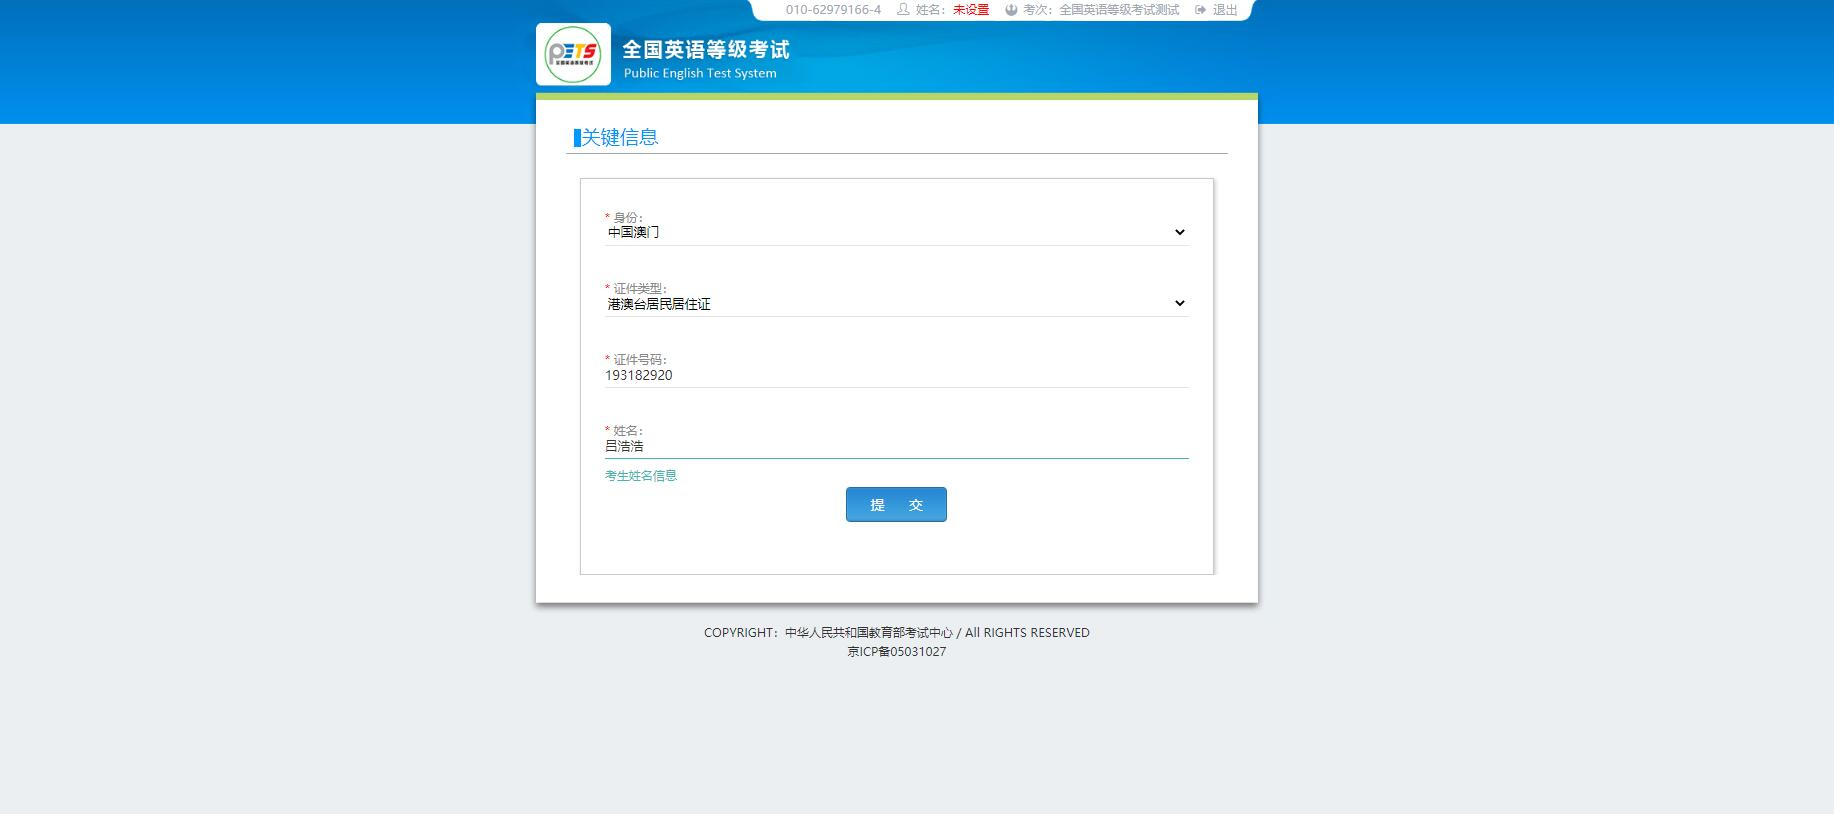 010-62979166-4 姓名：未设置 考次：全国英语等级考试测试 退出
PETS
全国英语等级考试
Public English Test System
关键信息
* 身份：
中国澳门
* 证件类型：
港澳台居民居住证
* 证件号码：
193182920
* 姓名：
吕浩浩
考生姓名信息
提 交
COPYRIGHT：中华人民共和国教育部考试中心 / All RIGHTS RESERVED
京ICP备05031027